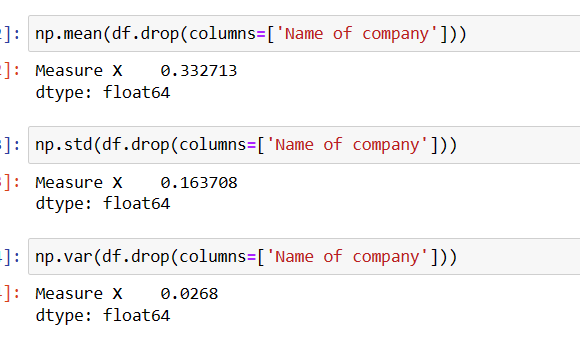 ]: np.mean(df.drop(columns=['Name of company']))
]: Measure X    0.332713
dtype: float64
]: np.std(df.drop(columns=['Name of company']))
]: Measure X    0.163708
dtype: float64
]: np.var(df.drop(columns=['Name of company']))
]: Measure X    0.0268
dtype: float64